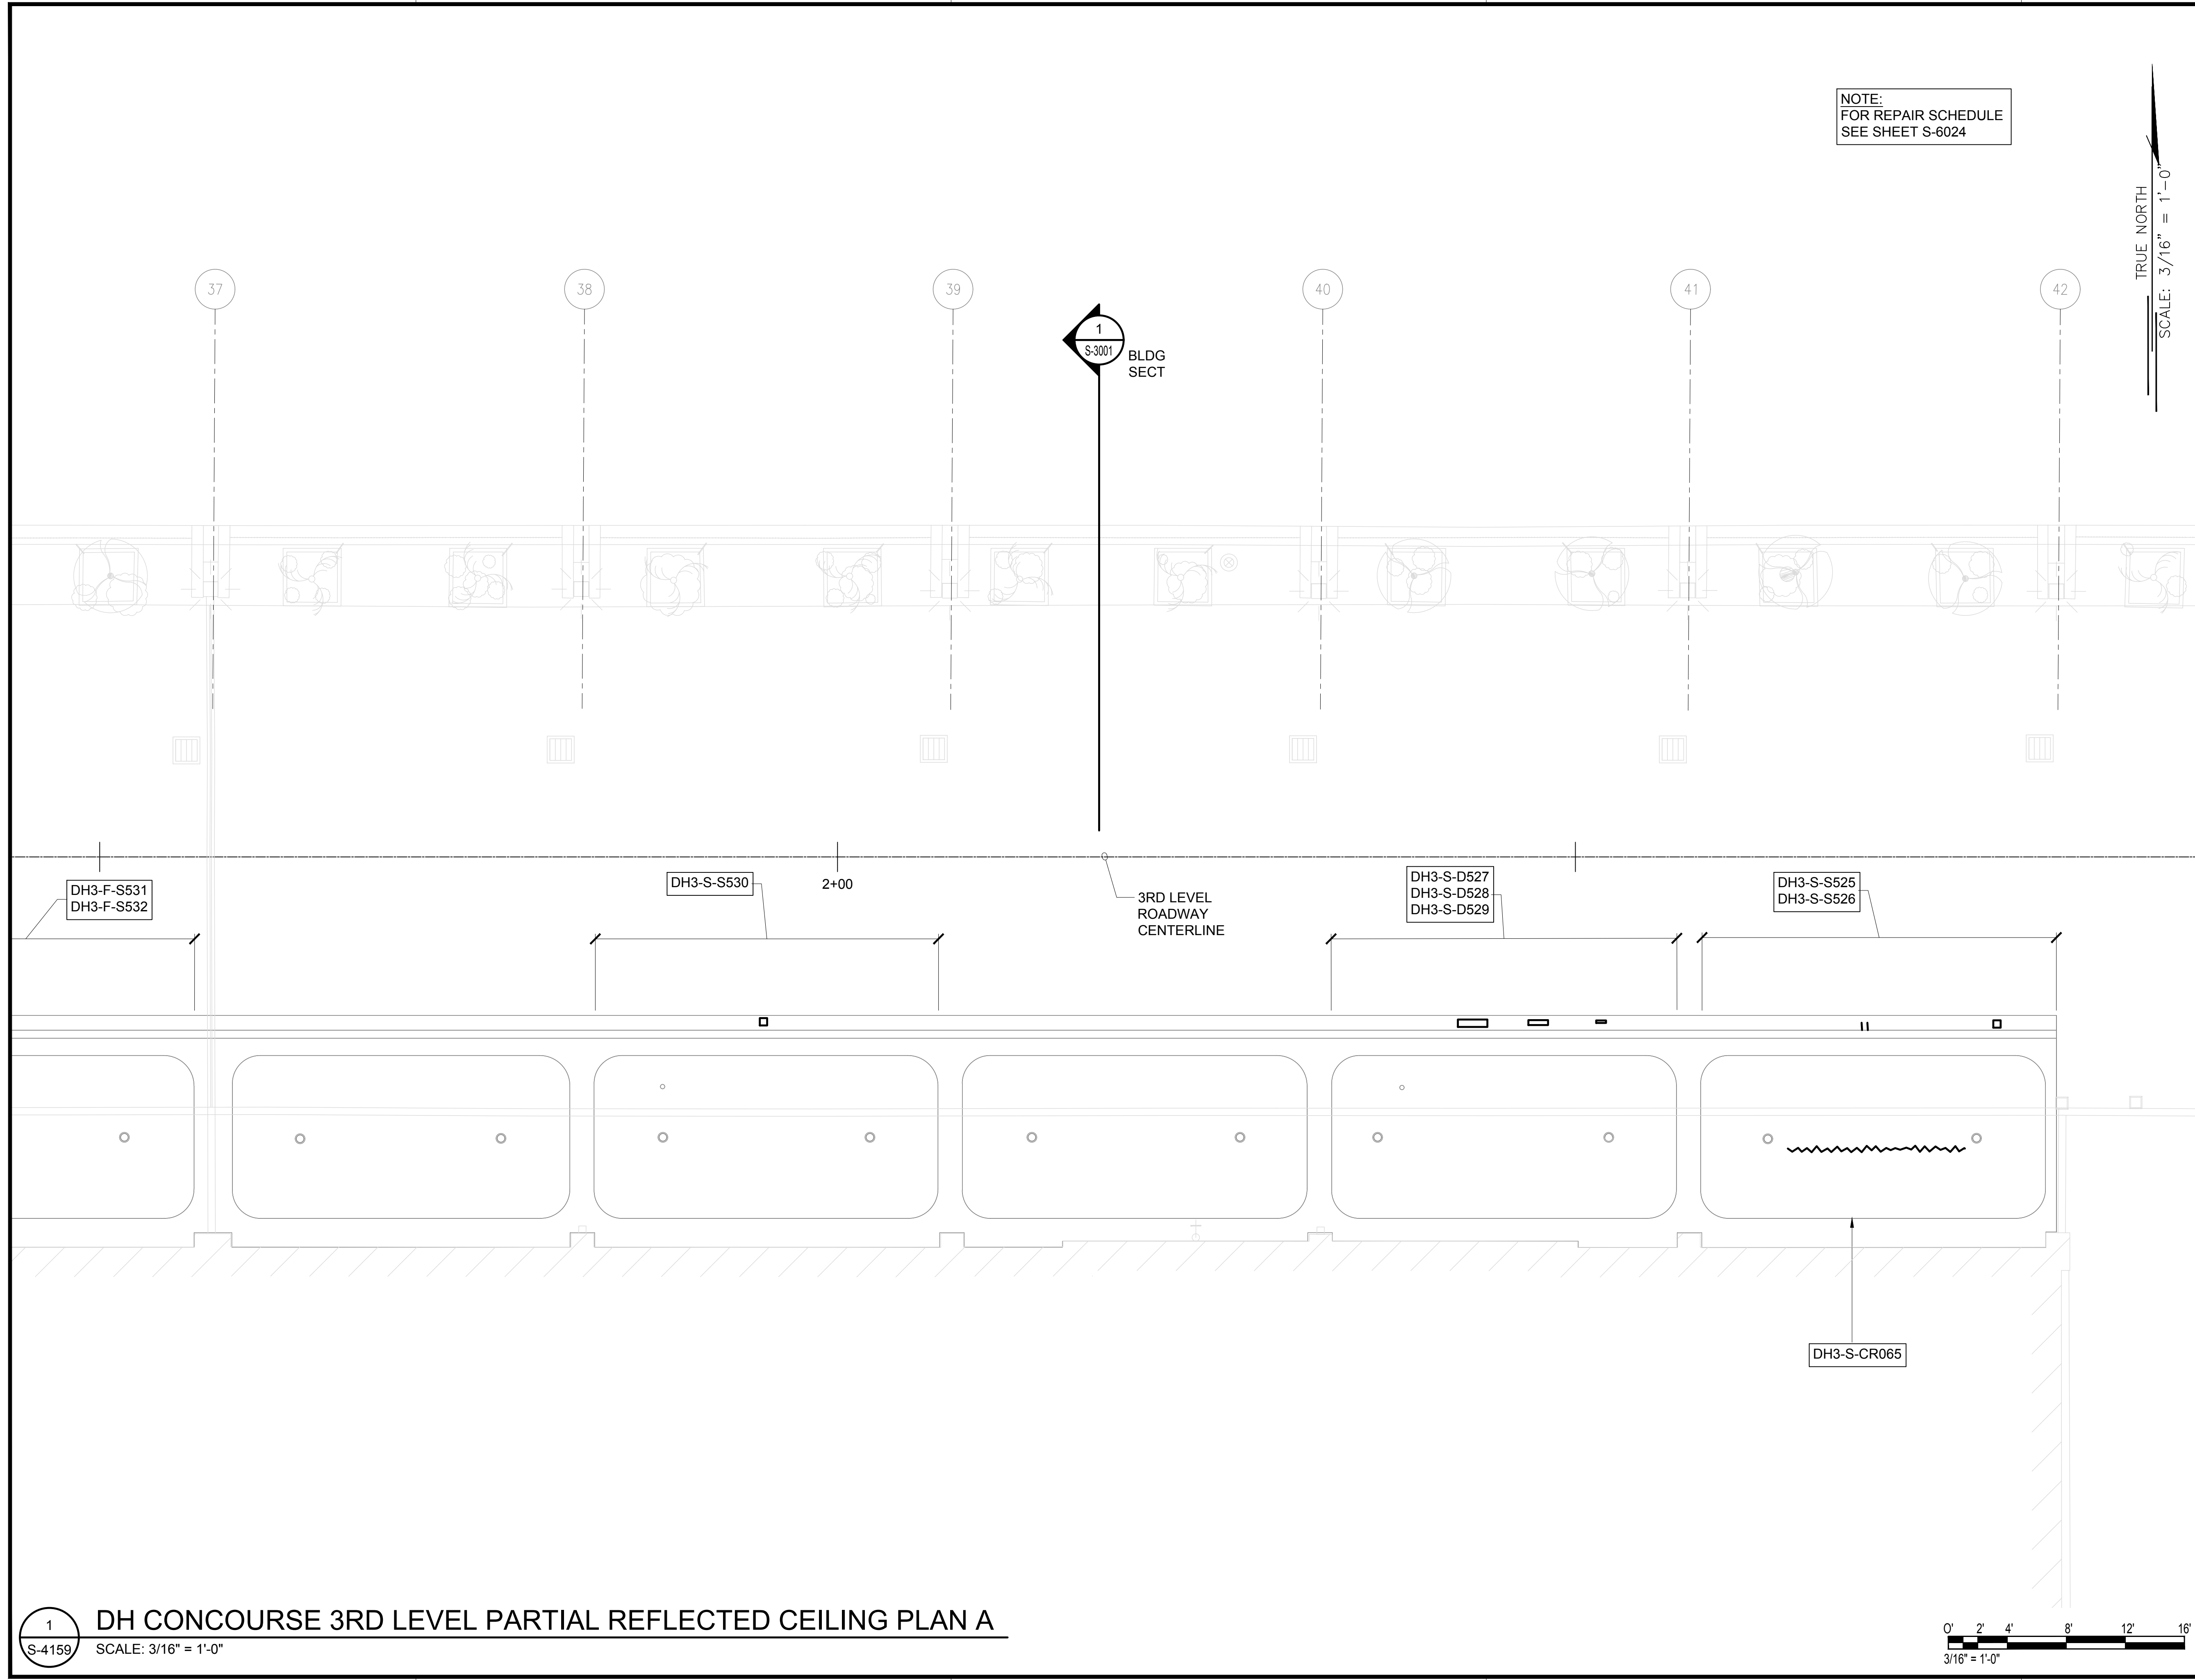 NOTE:
FOR REPAIR SCHEDULE
SEE SHEET S-6024
TRUE NORTH
SCALE: 3/16" = 1'-0"
37
38
39
40
41
42
1
S-3001
BLDG
SECT
DH3-F-S531
DH3-F-S532
DH3-S-S530
2+00
3RD LEVEL
ROADWAY
CENTERLINE
DH3-S-D527
DH3-S-D528
DH3-S-D529
DH3-S-S525
DH3-S-S526
DH3-S-CR065
1
S-4159
DH CONCOURSE 3RD LEVEL PARTIAL REFLECTED CEILING PLAN A
SCALE: 3/16" = 1'-0"
0' 2' 4' 8' 12' 16'
3/16" = 1'-0"